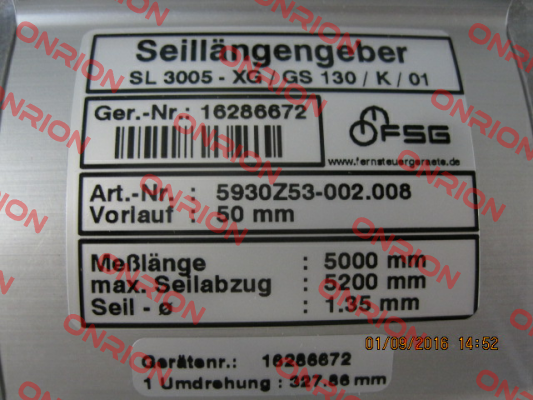 Seillängengeber
SL 3005 - XG / GS 130 / K / 01
Ger.-Nr.: 16286672
FSG
www.fernsteuergeraete.de
Art.-Nr. : 5930Z53-002.008
Vorlauf : 50 mm
Meßlänge : 5000 mm
max. Seilabzug : 5200 mm
Seil - ø : 1.35 mm
01/09/2016 14:52
Gerätenr.: 16286672
1 Umdrehung : 327.66 mm
ONRION